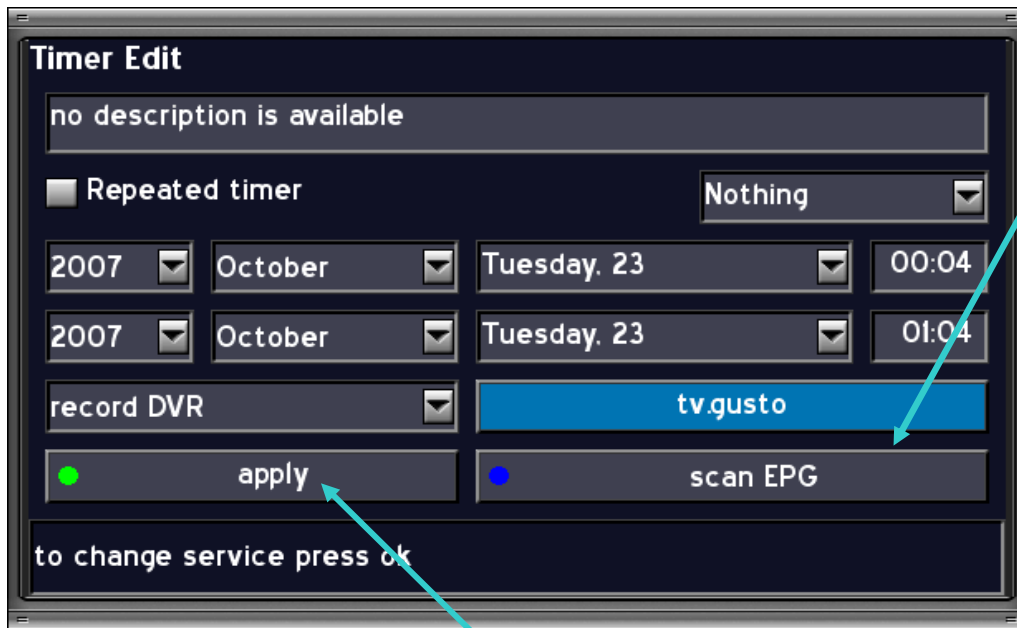 Timer Edit
no description is available
Repeated timer
Nothing
2007 October Tuesday, 23 00:04
2007 October Tuesday, 23 01:04
record DVR tv.gusto
apply scan EPG
to change service press ok